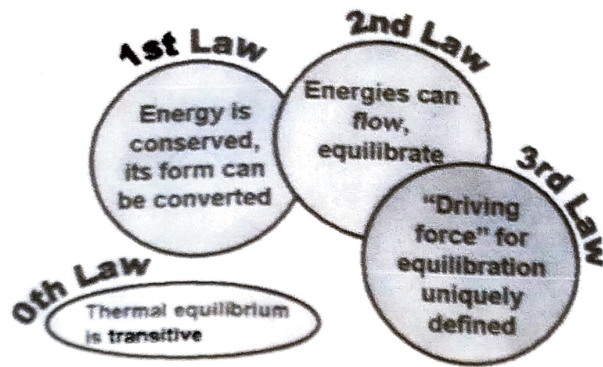 1st Law
Energy is
conserved,
its form can
be converted
2nd Law
Energies can
flow,
equilibrate
3rd Law
“Driving
force” for
equilibration
uniquely
defined
0th Law
Thermal equilibrium
is transitive